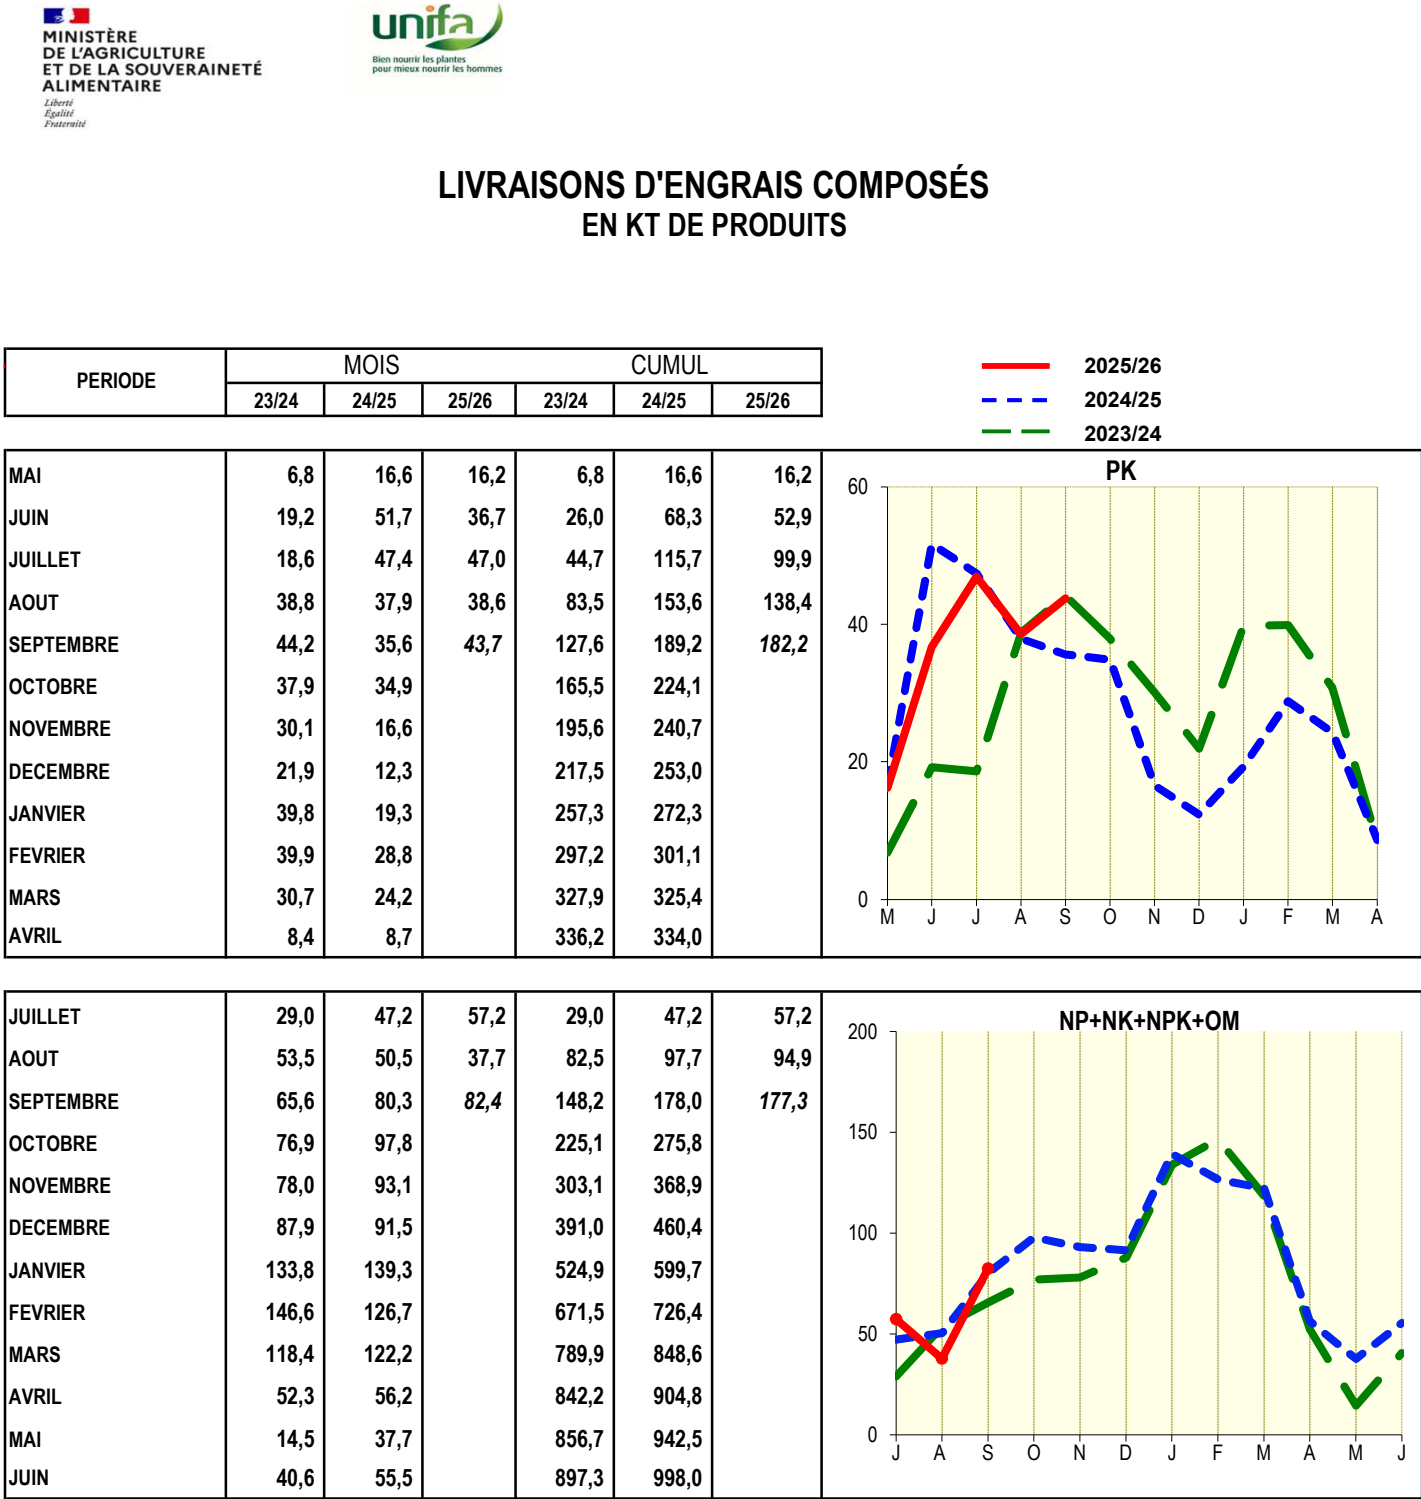 MINISTÈRE
DE L'AGRICULTURE
ET DE LA SOUVERAINETÉ
ALIMENTAIRE
Liberté
Égalité
Fraternité
unifa
Bien nourrir les plantes
pour mieux nourrir les hommes
LIVRAISONS D'ENGRAIS COMPOSÉS
EN KT DE PRODUITS
PERIODE MOIS CUMUL
23/24 24/25 25/26 23/24 24/25 25/26
2025/26
2024/25
2023/24
MAI 6,8 16,6 16,2 6,8 16,6 16,2
JUIN 19,2 51,7 36,7 26,0 68,3 52,9
JUILLET 18,6 47,4 47,0 44,7 115,7 99,9
AOUT 38,8 37,9 38,6 83,5 153,6 138,4
SEPTEMBRE 44,2 35,6 43,7 127,6 189,2 182,2
OCTOBRE 37,9 34,9 165,5 224,1
NOVEMBRE 30,1 16,6 195,6 240,7
DECEMBRE 21,9 12,3 217,5 253,0
JANVIER 39,8 19,3 257,3 272,3
FEVRIER 39,9 28,8 297,2 301,1
MARS 30,7 24,2 327,9 325,4
AVRIL 8,4 8,7 336,2 334,0
PK
60
40
20
0
M J J A S O N D J F M A
JUILLET 29,0 47,2 57,2 29,0 47,2 57,2
AOUT 53,5 50,5 37,7 82,5 97,7 94,9
SEPTEMBRE 65,6 80,3 82,4 148,2 178,0 177,3
OCTOBRE 76,9 97,8 225,1 275,8
NOVEMBRE 78,0 93,1 303,1 368,9
DECEMBRE 87,9 91,5 391,0 460,4
JANVIER 133,8 139,3 524,9 599,7
FEVRIER 146,6 126,7 671,5 726,4
MARS 118,4 122,2 789,9 848,6
AVRIL 52,3 56,2 842,2 904,8
MAI 14,5 37,7 856,7 942,5
JUIN 40,6 55,5 897,3 998,0
NP+NK+NPK+OM
200
150
100
50
0
J A S O N D J F M A M J